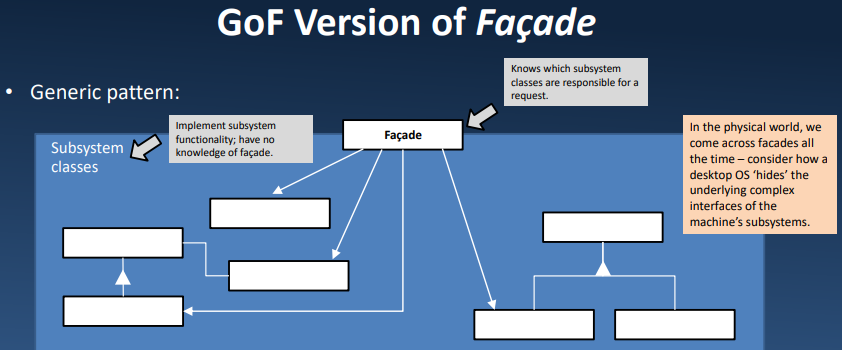 GoF Version of Façade
• Generic pattern:
Knows which subsystem
classes are responsible for a
request.
Implement subsystem
functionality; have no
knowledge of façade.
Façade
Subsystem
classes
In the physical world, we
come across facades all
the time – consider how a
desktop OS ‘hides’ the
underlying complex
interfaces of the
machine’s subsystems.